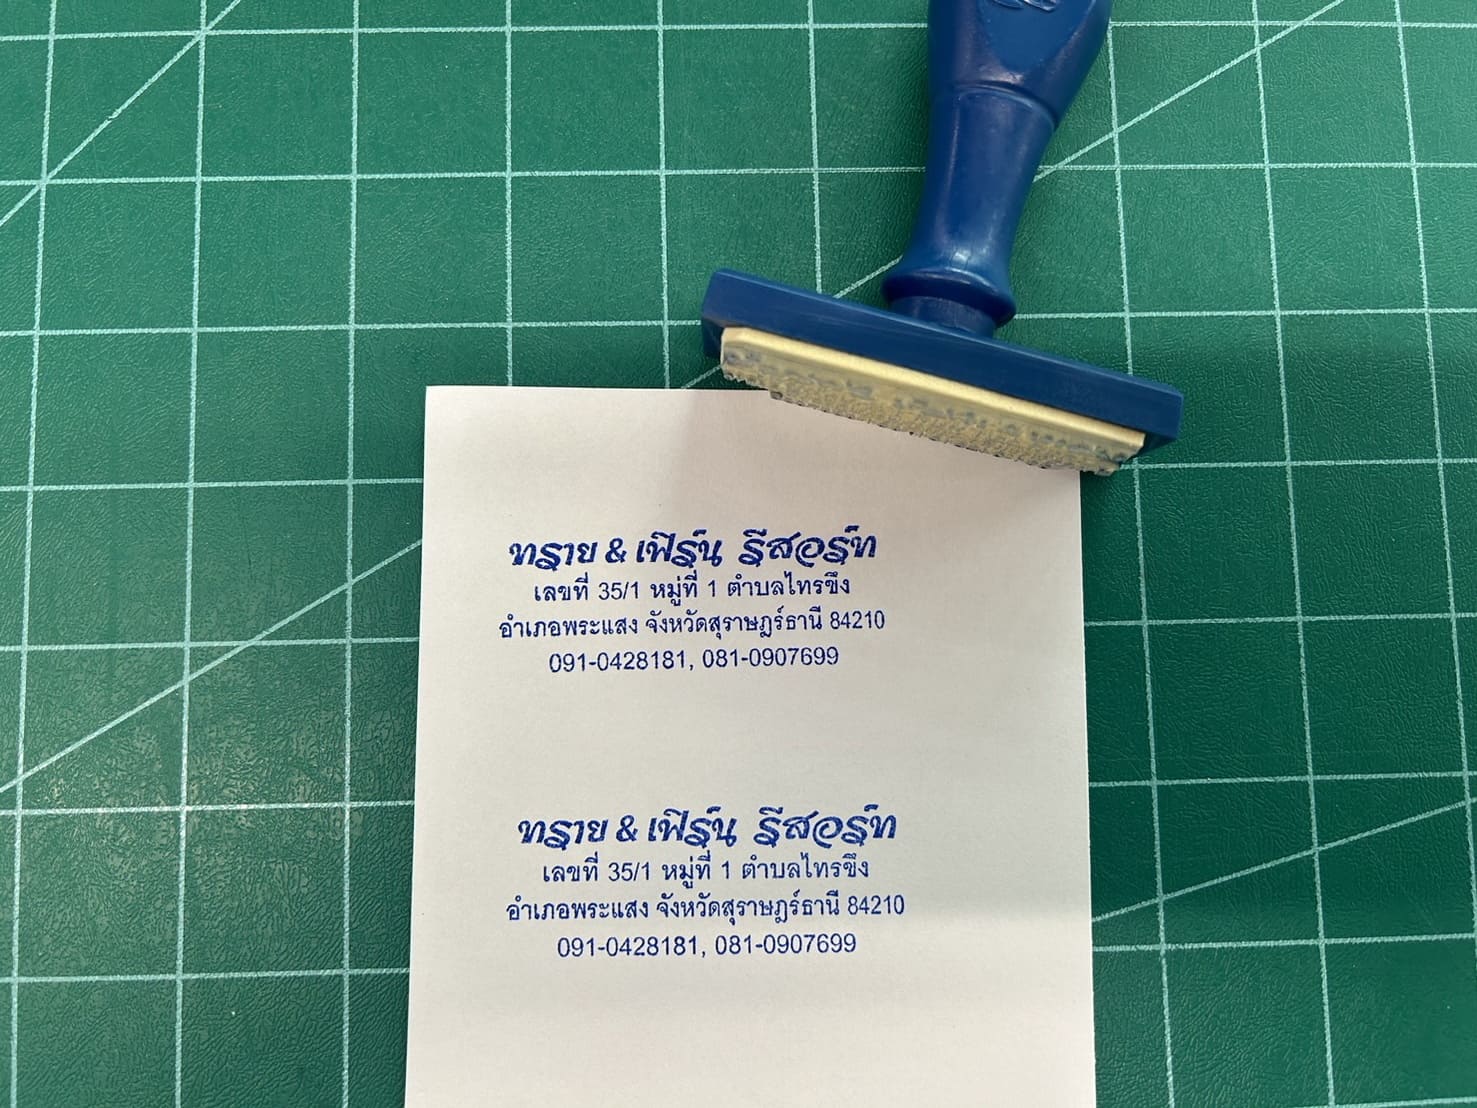 ทราย & เฟิร์น รีสอร์ท
เลขที่ 35/1 หมู่ที่ 1 ตำบลไทรขึง
อำเภอพระแสง จังหวัดสุราษฎร์ธานี 84210
091-0428181, 081-0907699
ทราย & เฟิร์น รีสอร์ท
เลขที่ 35/1 หมู่ที่ 1 ตำบลไทรขึง
อำเภอพระแสง จังหวัดสุราษฎร์ธานี 84210
091-0428181, 081-0907699